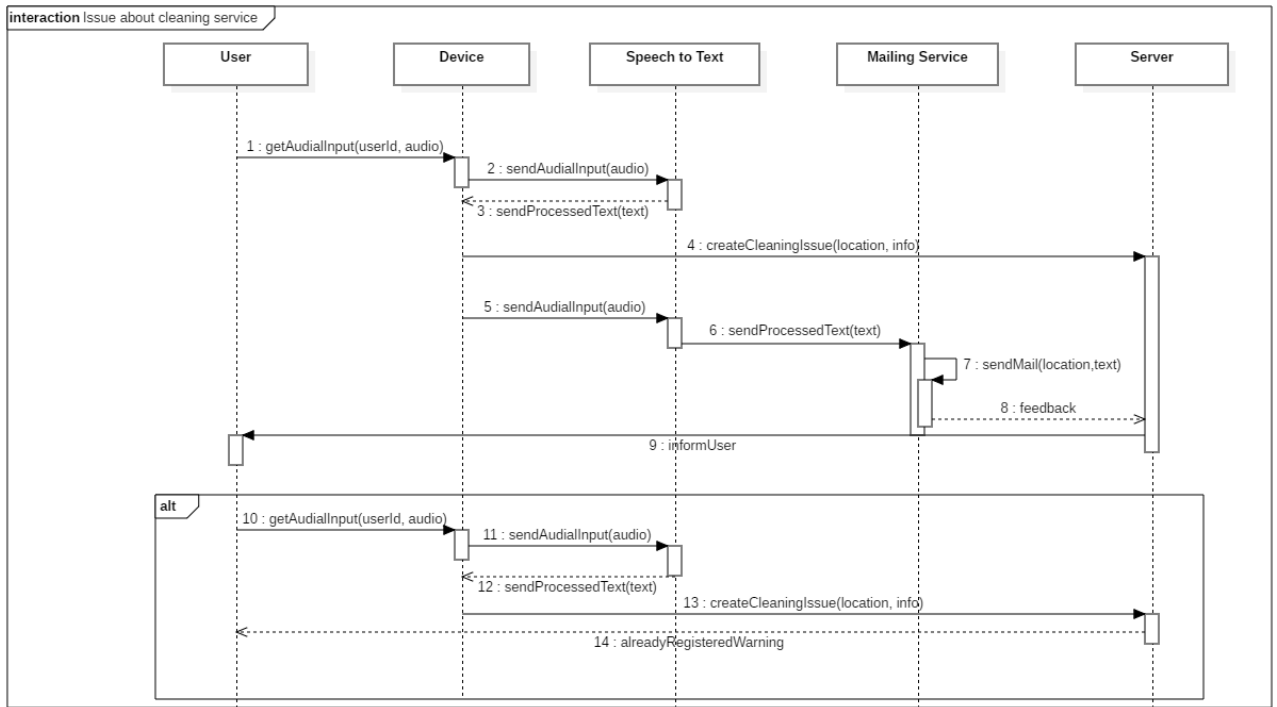 interaction Issue about cleaning service
User
Device
Speech to Text
Mailing Service
Server
1 : getAudialInput(userId, audio)
2 : sendAudialInput(audio)
3 : sendProcessedText(text)
4 : createCleaningIssue(location, info)
5 : sendAudialInput(audio)
6 : sendProcessedText(text)
7 : sendMail(location,text)
8 : feedback
9 : informUser
alt
10 : getAudialInput(userId, audio)
11 : sendAudialInput(audio)
12 : sendProcessedText(text)
13 : createCleaningIssue(location, info)
14 : alreadyRegisteredWarning